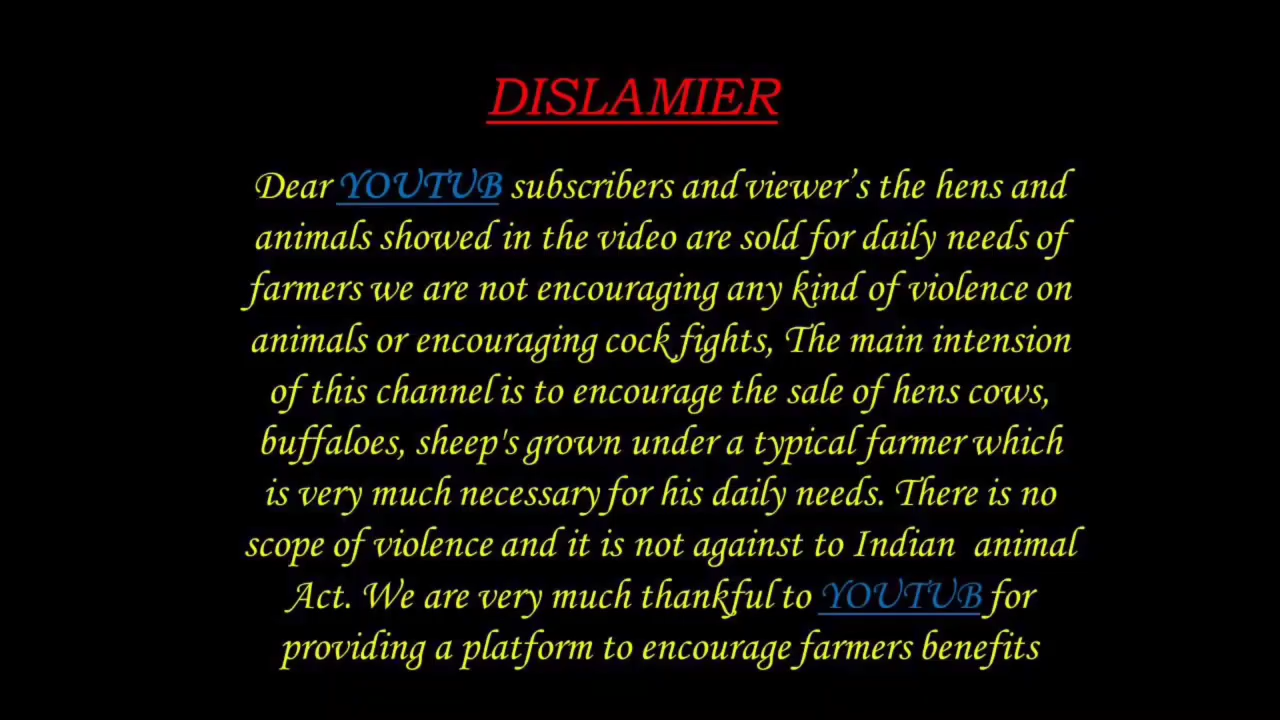 DISLAMIER
Dear YOUTUB subscribers and viewer’s the hens and
animals showed in the video are sold for daily needs of
farmers we are not encouraging any kind of violence on
animals or encouraging cock fights, The main intension
of this channel is to encourage the sale of hens cows,
buffaloes, sheep's grown under a typical farmer which
is very much necessary for his daily needs. There is no
scope of violence and it is not against to Indian animal
Act. We are very much thankful to YOUTUB for
providing a platform to encourage farmers benefits